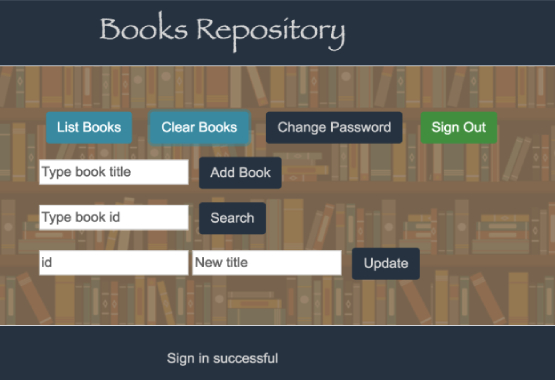 Books Repository
List Books Clear Books Change Password Sign Out
Type book title Add Book
Type book id Search
id New title Update
Sign in successful